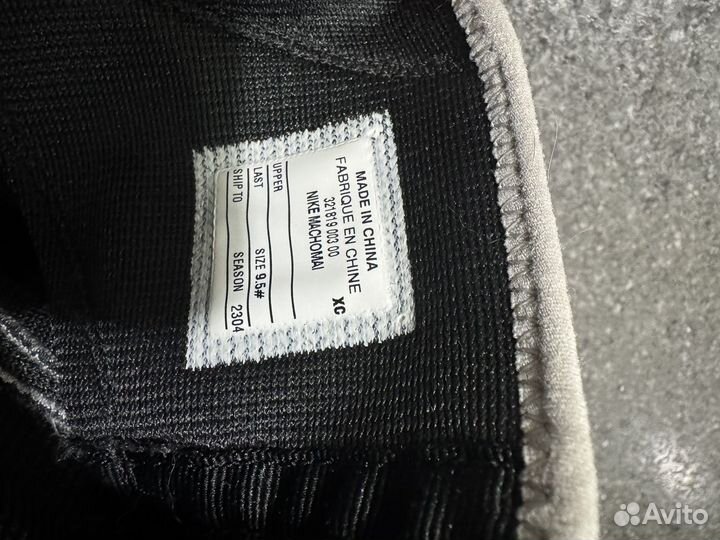 MADE IN CHINA
FABRIQUE EN CHINE
321819 003 00 XC
NIKE MACHOMAI
UPPER
LAST SIZE 9.5#
SHIP TO SEASON 2304
Avito